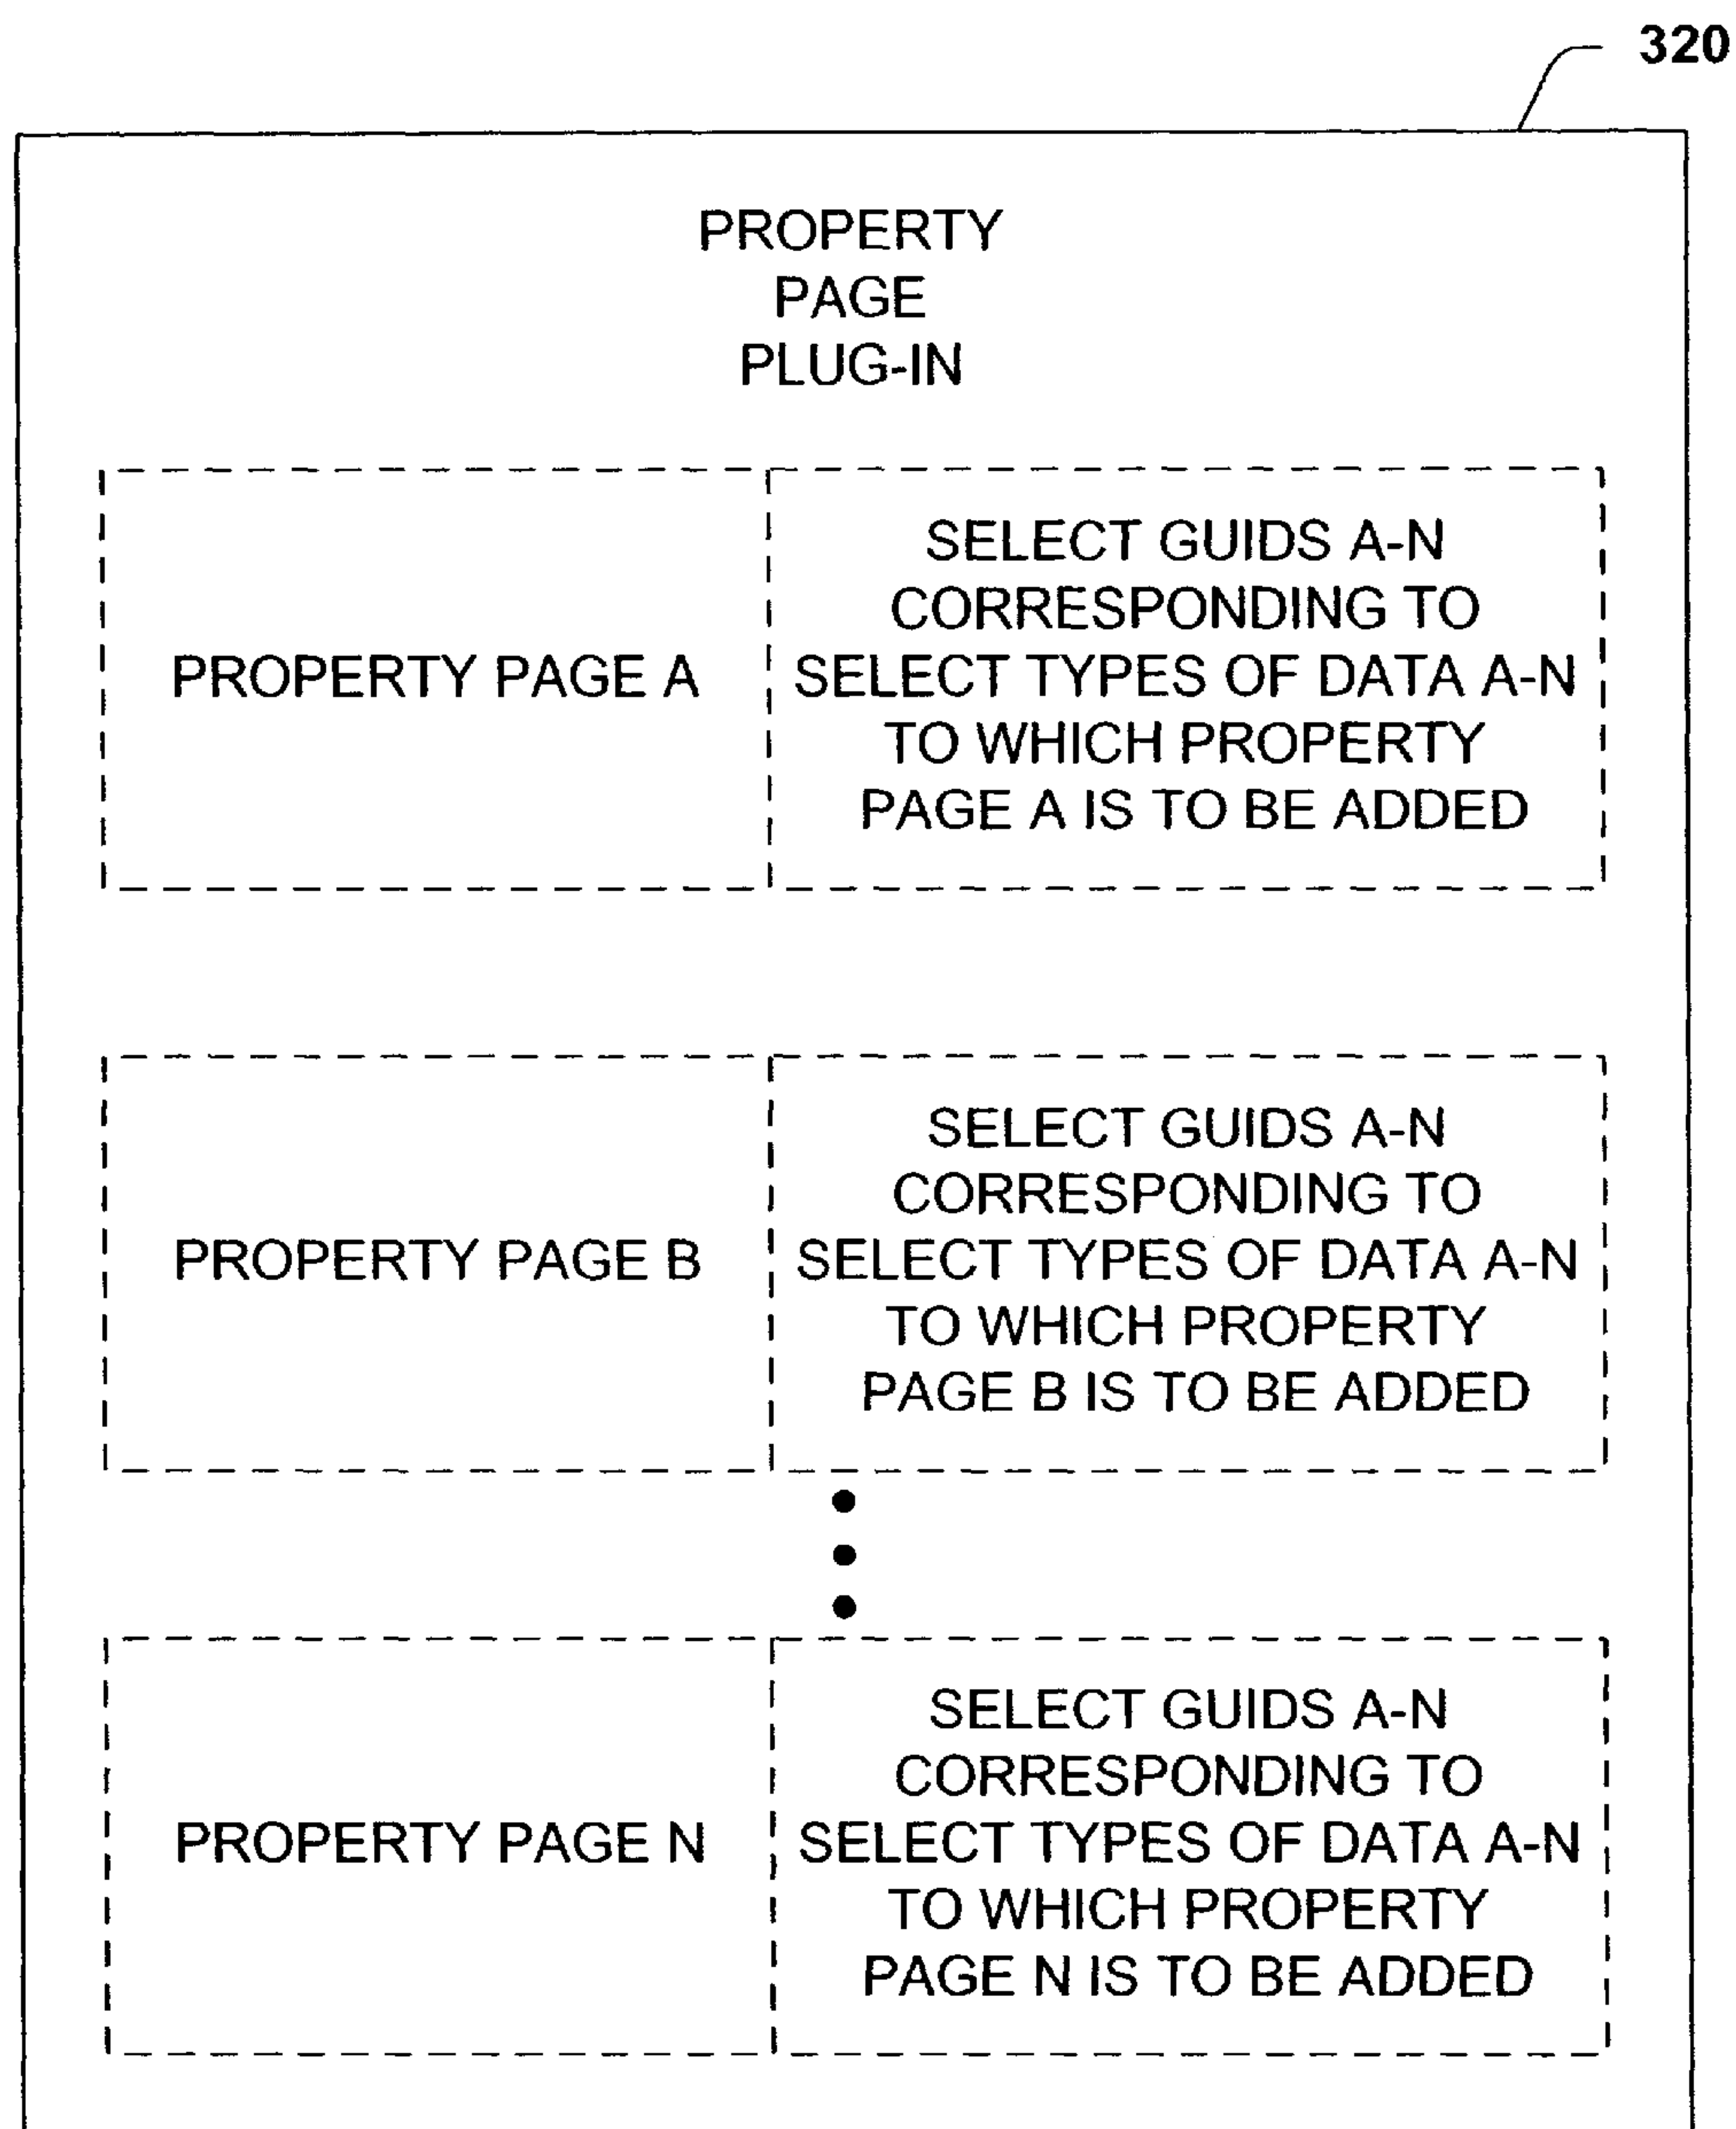 320
PROPERTY
PAGE
PLUG-IN
PROPERTY PAGE A
SELECT GUIDS A-N
CORRESPONDING TO
SELECT TYPES OF DATA A-N
TO WHICH PROPERTY
PAGE A IS TO BE ADDED
PROPERTY PAGE B
SELECT GUIDS A-N
CORRESPONDING TO
SELECT TYPES OF DATA A-N
TO WHICH PROPERTY
PAGE B IS TO BE ADDED
PROPERTY PAGE N
SELECT GUIDS A-N
CORRESPONDING TO
SELECT TYPES OF DATA A-N
TO WHICH PROPERTY
PAGE N IS TO BE ADDED